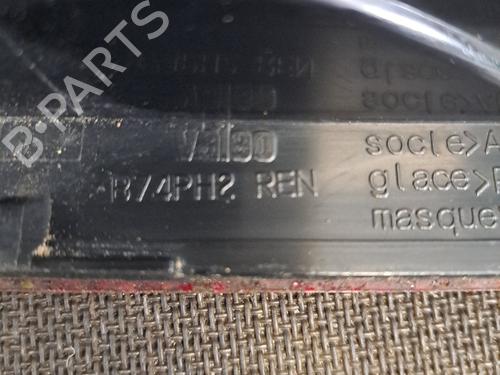 B-PARTS
Valeo
B74PH2 REN
socle>A
glace>P
masque